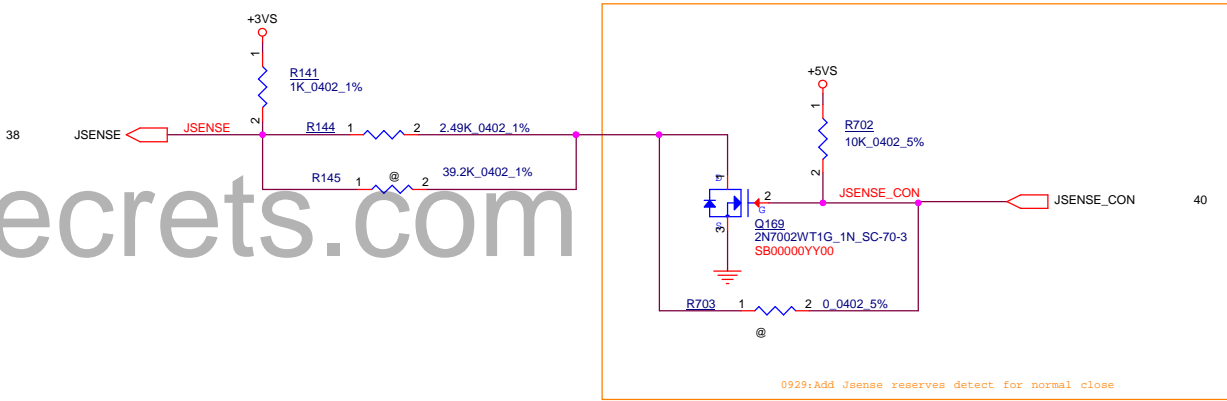 +3VS
1
R141
1K_0402_1%
2
38
JSENSE
JSENSE
R144
1
2
2.49K_0402_1%
R145
1
@
2
39.2K_0402_1%
+5VS
1
R702
10K_0402_5%
2
JSENSE_CON
JSENSE_CON
40
1
D
2
G
S
3
Q169
2N7002WT1G_1N_SC-70-3
SB00000YY00
R703
1
2
0_0402_5%
@
ecrets.com
0929:Add Jsense reserves detect for normal close